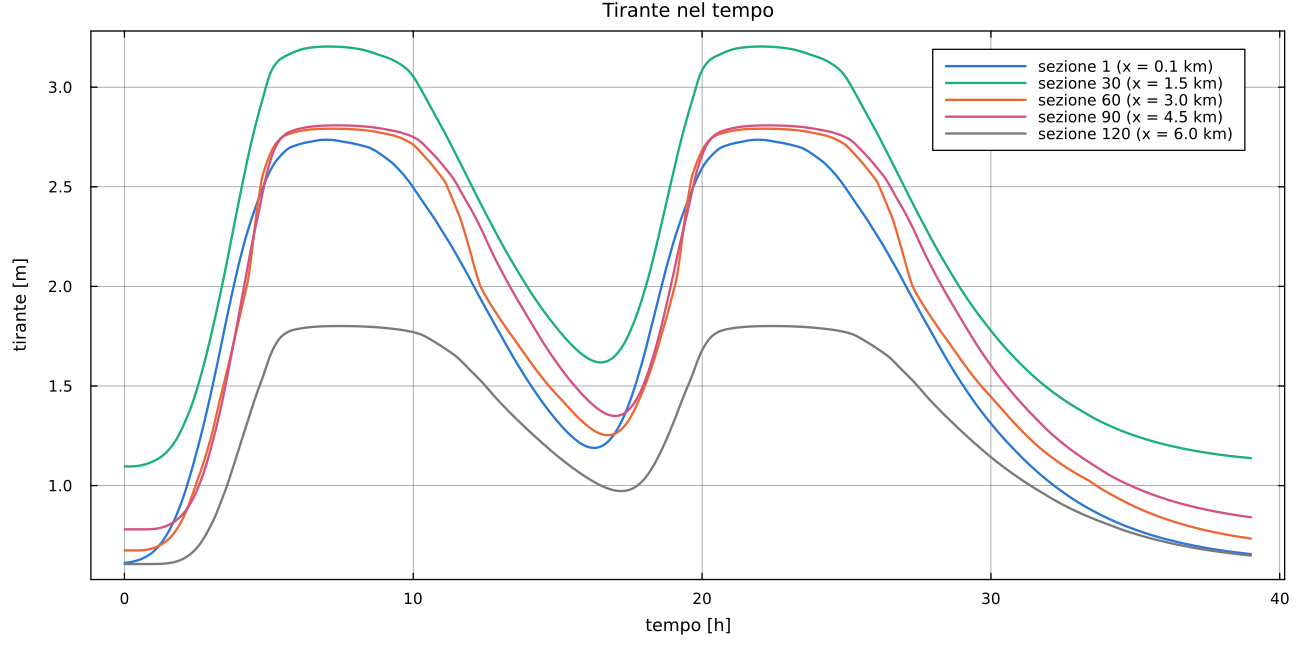 Tirante nel tempo
sezione 1 (x = 0.1 km)
sezione 30 (x = 1.5 km)
sezione 60 (x = 3.0 km)
sezione 90 (x = 4.5 km)
sezione 120 (x = 6.0 km)
tirante [m]
3.0
2.5
2.0
1.5
1.0
0
10
20
30
40
tempo [h]